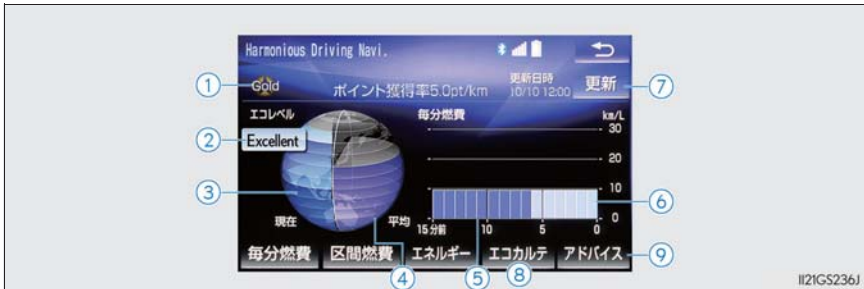 Harmonious Driving Navi.
① Gold ポイント獲得率5.0pt/km 更新日時 10/10 12:00 更新 ⑦
エコレベル 毎分燃費 km/L
② Excellent 30
20
③ 10 ⑥
0
現在 平均 15分前 10 5 0
毎分燃費 区間燃費 エネルギー エコカルテ アドバイス ⑨
④ ⑤ ⑧
II21GS236J